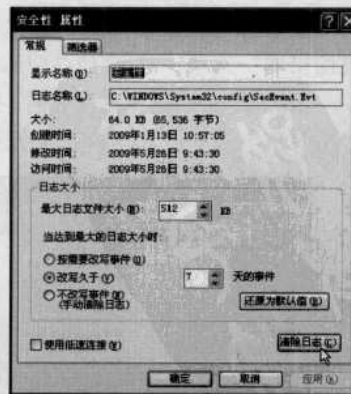 安全性 属性
常规 筛选器
显示名称(D): 安全性
日志名称(L): C:\WINDOWS\System32\config\SecEvent.Evt
大小: 64.0 KB (65,536 字节)
创建时间: 2009年1月13日 10:57:05
修改时间: 2009年5月26日 9:43:30
访问时间: 2009年5月26日 9:43:30
日志大小
最大日志文件大小(M): 512 KB
当达到最大的日志大小时:
按需要改写事件(O)
改写久于(V) 7 天的事件
不改写事件(N)
(手动清除日志)
还原为默认值(R)
使用低速连接(W)
清除日志(C)
确定 取消 应用(A)